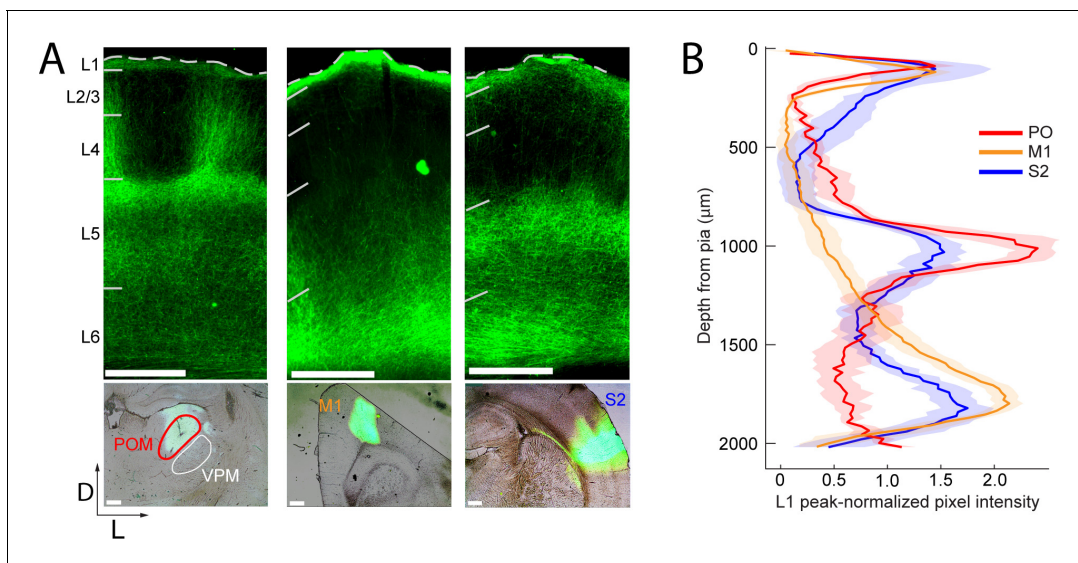 A
L1
L2/3
L4
L5
L6
POM
VPM
M1
S2
D
L
B
0
500
1000
1500
2000
Depth from pia (µm)
PO
M1
S2
0 0.5 1.0 1.5 2.0
L1 peak-normalized pixel intensity